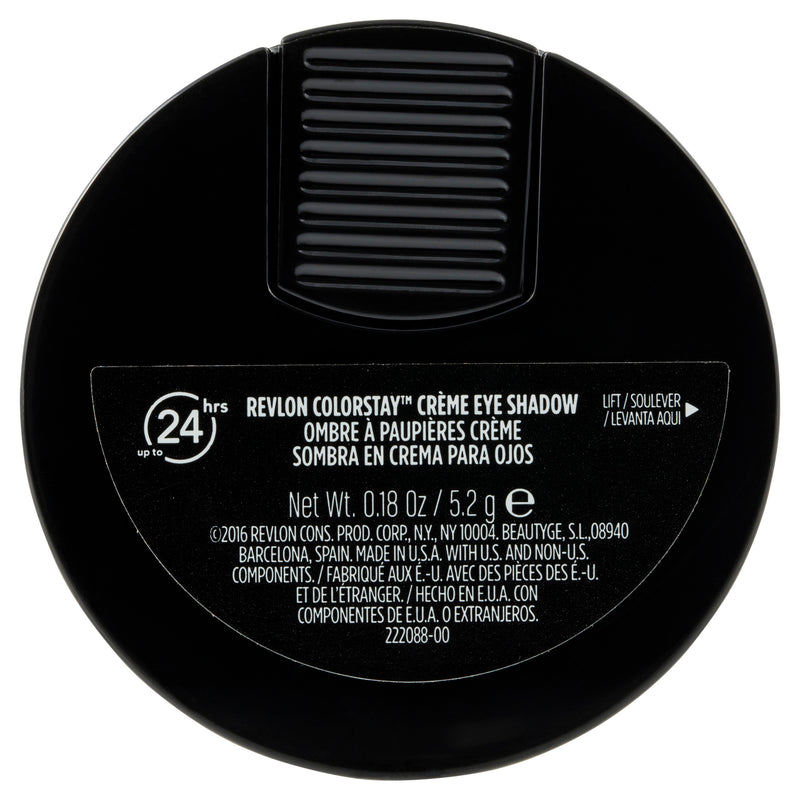 up to 24 hrs
REVLON COLORSTAY™ CRÈME EYE SHADOW
OMBRE À PAUPIÈRES CRÈME
SOMBRA EN CREMA PARA OJOS
LIFT / SOULEVER
/ LEVANTA AQUI ▶
Net Wt. 0.18 Oz / 5.2 g ℮
©2016 REVLON CONS. PROD. CORP., N.Y., NY 10004. BEAUTYGE, S.L.,08940
BARCELONA, SPAIN. MADE IN U.S.A. WITH U.S. AND NON-U.S.
COMPONENTS. / FABRIQUÉ AUX É.-U. AVEC DES PIÈCES DES É.-U.
ET DE L'ÉTRANGER. / HECHO EN E.U.A. CON
COMPONENTES DE E.U.A. O EXTRANJEROS.
222088-00